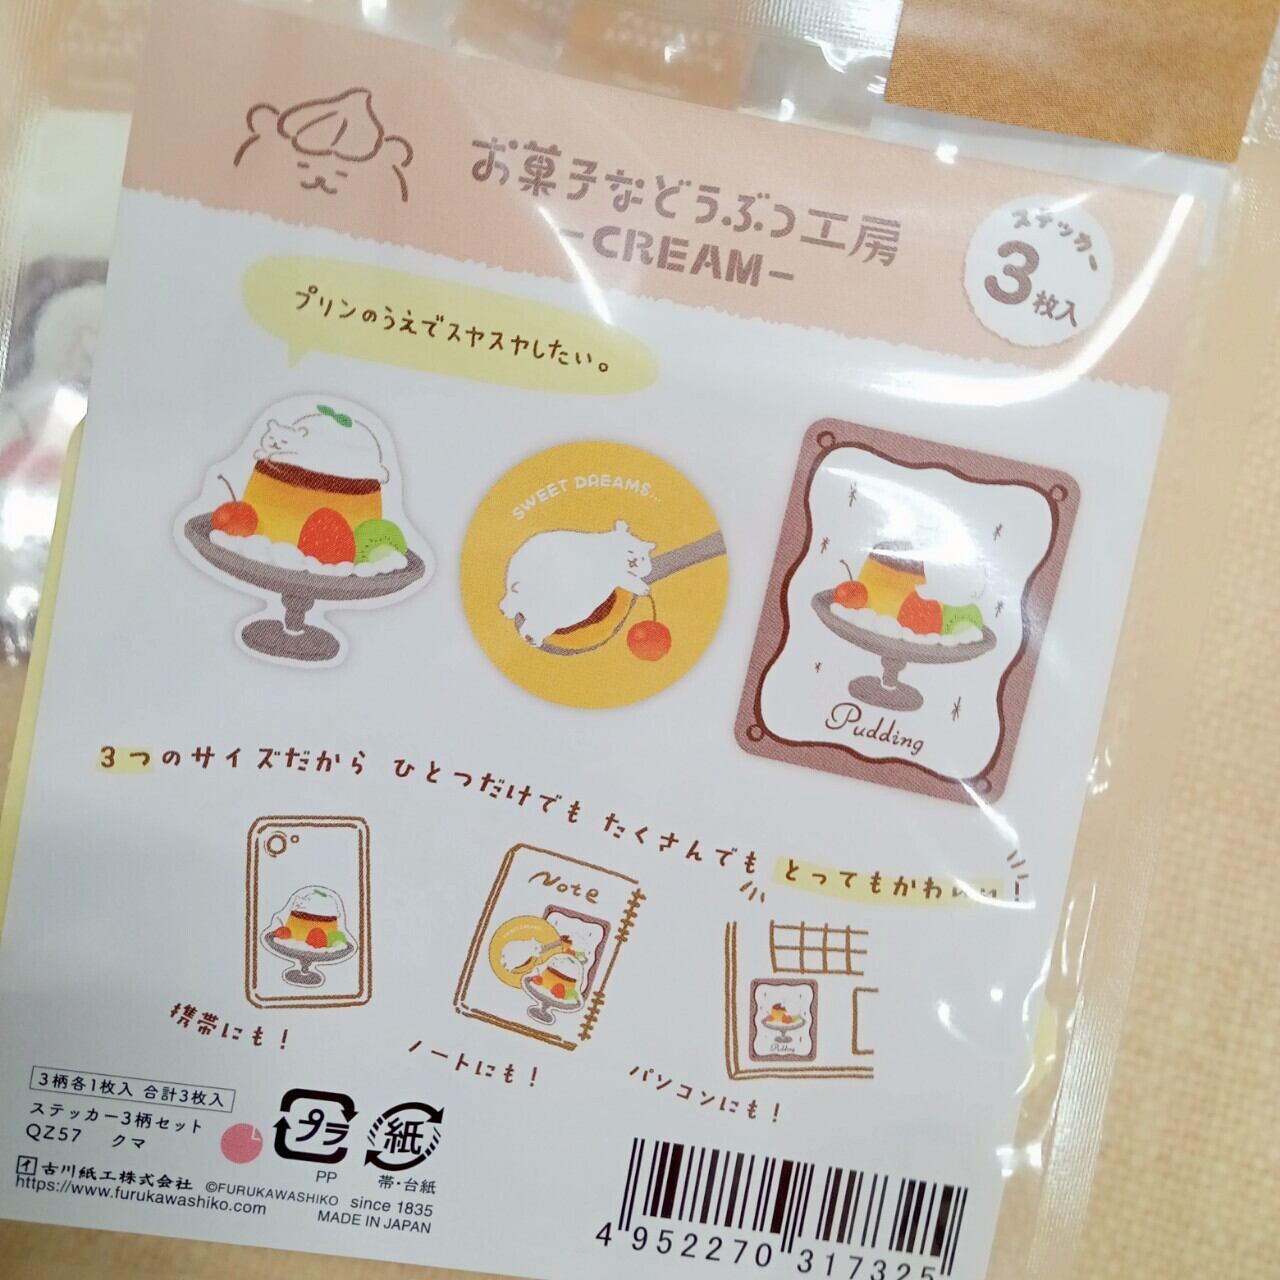 お菓子などうぶつ工房
-CREAM-
ステッカー
3枚入
プリンのうえでスヤスヤしたい。
SWEET DREAMS...
Pudding
3つのサイズだから ひとつだけでも たくさんでも とってもかわいい!
Note
携帯にも!
ノートにも!
パソコンにも!
3柄各1枚入 合計3枚入
ステッカー3柄セット
QZ57 クマ
プラ
PP
紙
帯・台紙
古川紙工株式会社 ©FURUKAWASHIKO since 1835
https://www.furukawashiko.com MADE IN JAPAN
4 952270 317325